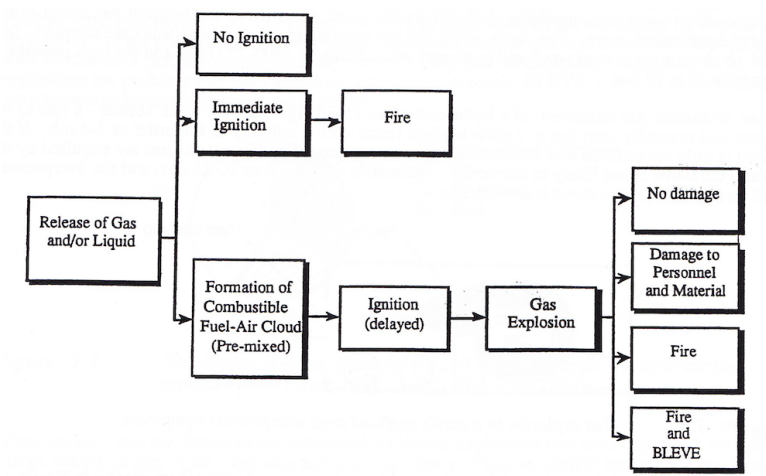 No Ignition
Immediate
Ignition
Fire
Release of Gas
and/or Liquid
Formation of
Combustible
Fuel-Air Cloud
(Pre-mixed)
Ignition
(delayed)
Gas
Explosion
No damage
Damage to
Personnel
and Material
Fire
Fire
and
BLEVE